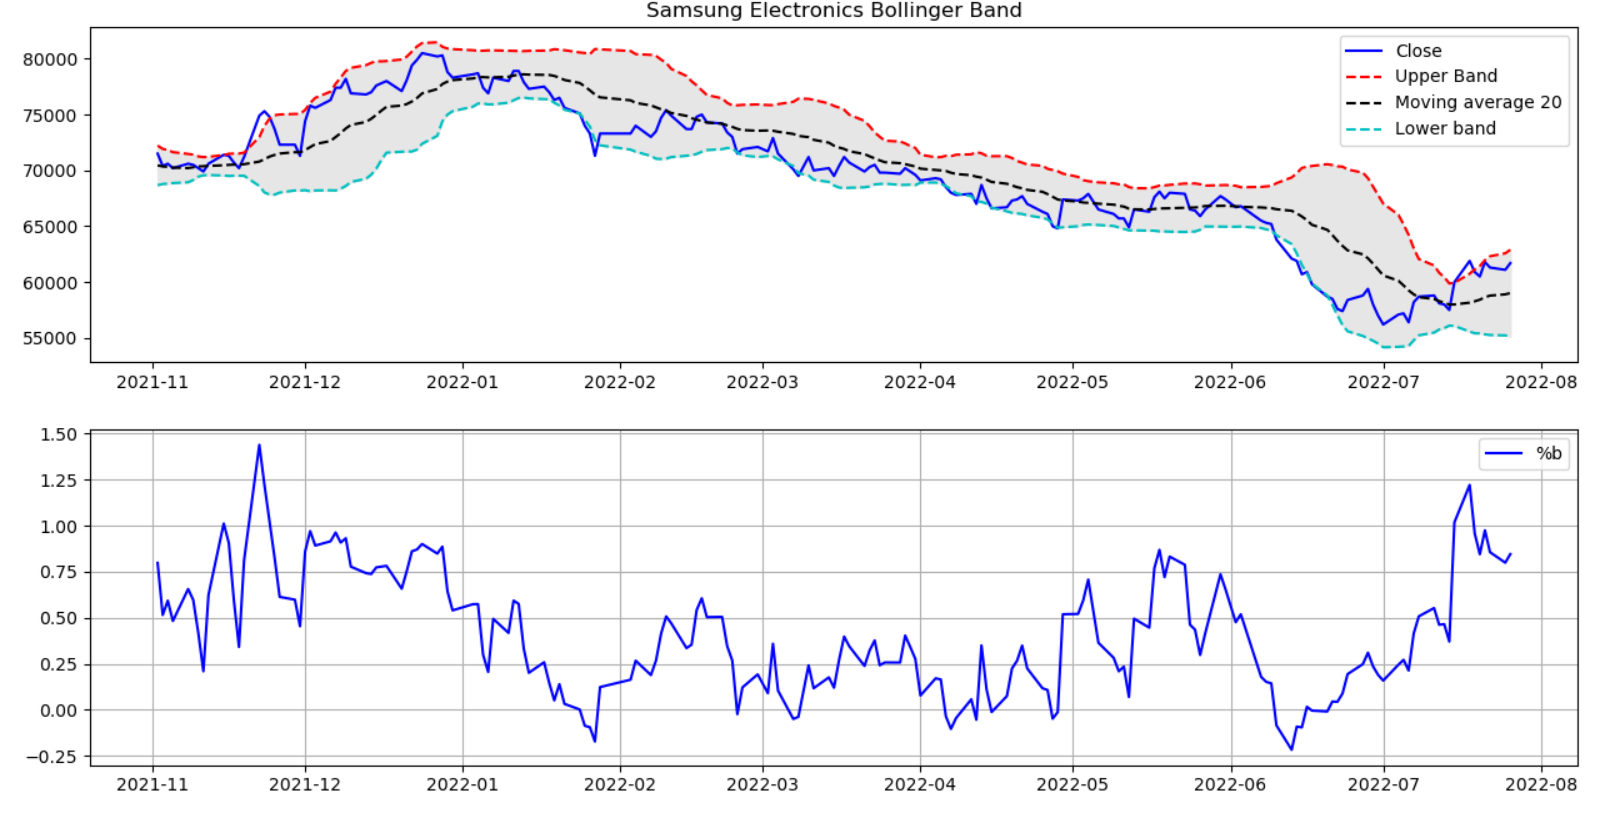 Samsung Electronics Bollinger Band
80000
75000
70000
65000
60000
55000
Close
Upper Band
Moving average 20
Lower band
2021-11 2021-12 2022-01 2022-02 2022-03 2022-04 2022-05 2022-06 2022-07 2022-08
1.50
1.25
1.00
0.75
0.50
0.25
0.00
−0.25
%b
2021-11 2021-12 2022-01 2022-02 2022-03 2022-04 2022-05 2022-06 2022-07 2022-08